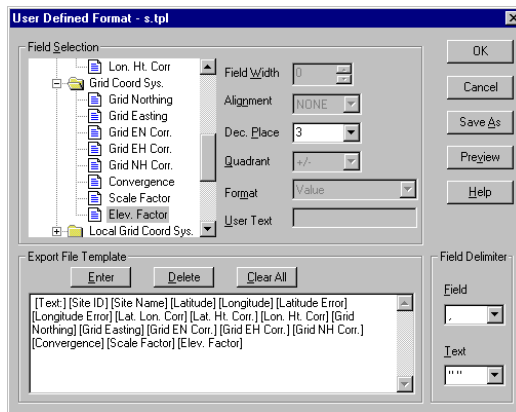 User Defined Format - s.tpl
Field Selection
Lon. Ht. Corr
Grid Coord Sys.
Grid Northing
Grid Easting
Grid EN Corr.
Grid EH Corr.
Grid NH Corr.
Convergence
Scale Factor
Elev. Factor
Local Grid Coord Sys.
Field Width
0
Alignment
NONE
Dec. Place
3
Quadrant
+/-
Format
Value
User Text
OK
Cancel
Save As
Preview
Help
Export File Template
Enter
Delete
Clear All
[Text:] [Site ID] [Site Name] [Latitude] [Longitude] [Latitude Error]
[Longitude Error] [Lat. Lon. Corr.] [Lat. Ht. Corr.] [Lon. Ht. Corr.] [Grid
Northing] [Grid Easting] [Grid EN Corr.] [Grid EH Corr.] [Grid NH Corr.]
[Convergence] [Scale Factor] [Elev. Factor]
Field Delimiter
Field
,
Text
" "